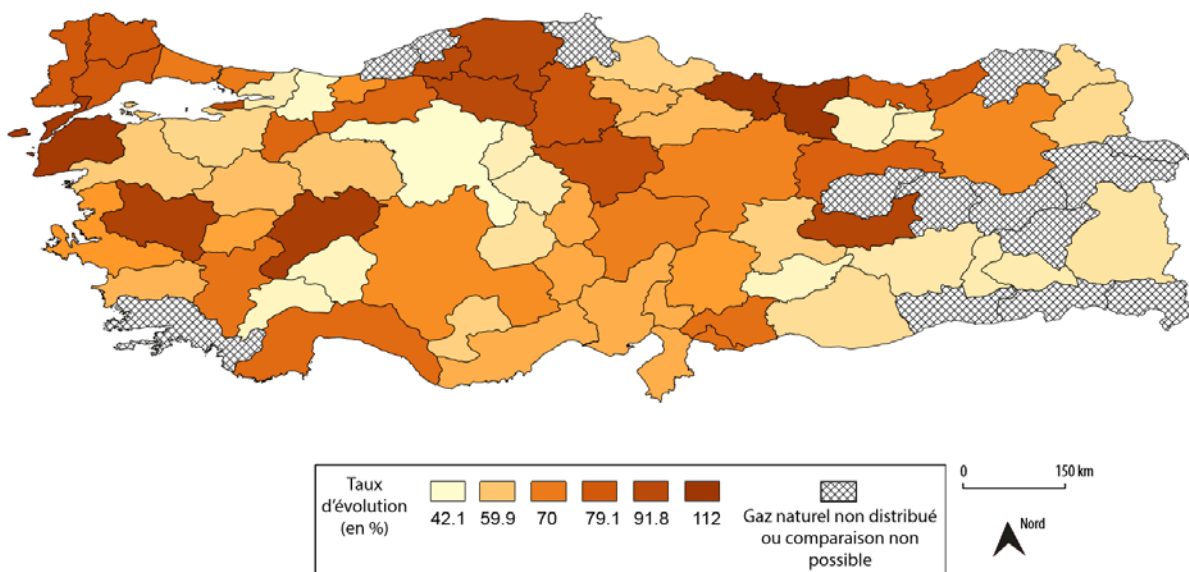 Taux
d'évolution
(en %)
42.1 59.9 70 79.1 91.8 112
Gaz naturel non distribué
ou comparaison non
possible
0 150 km
Nord